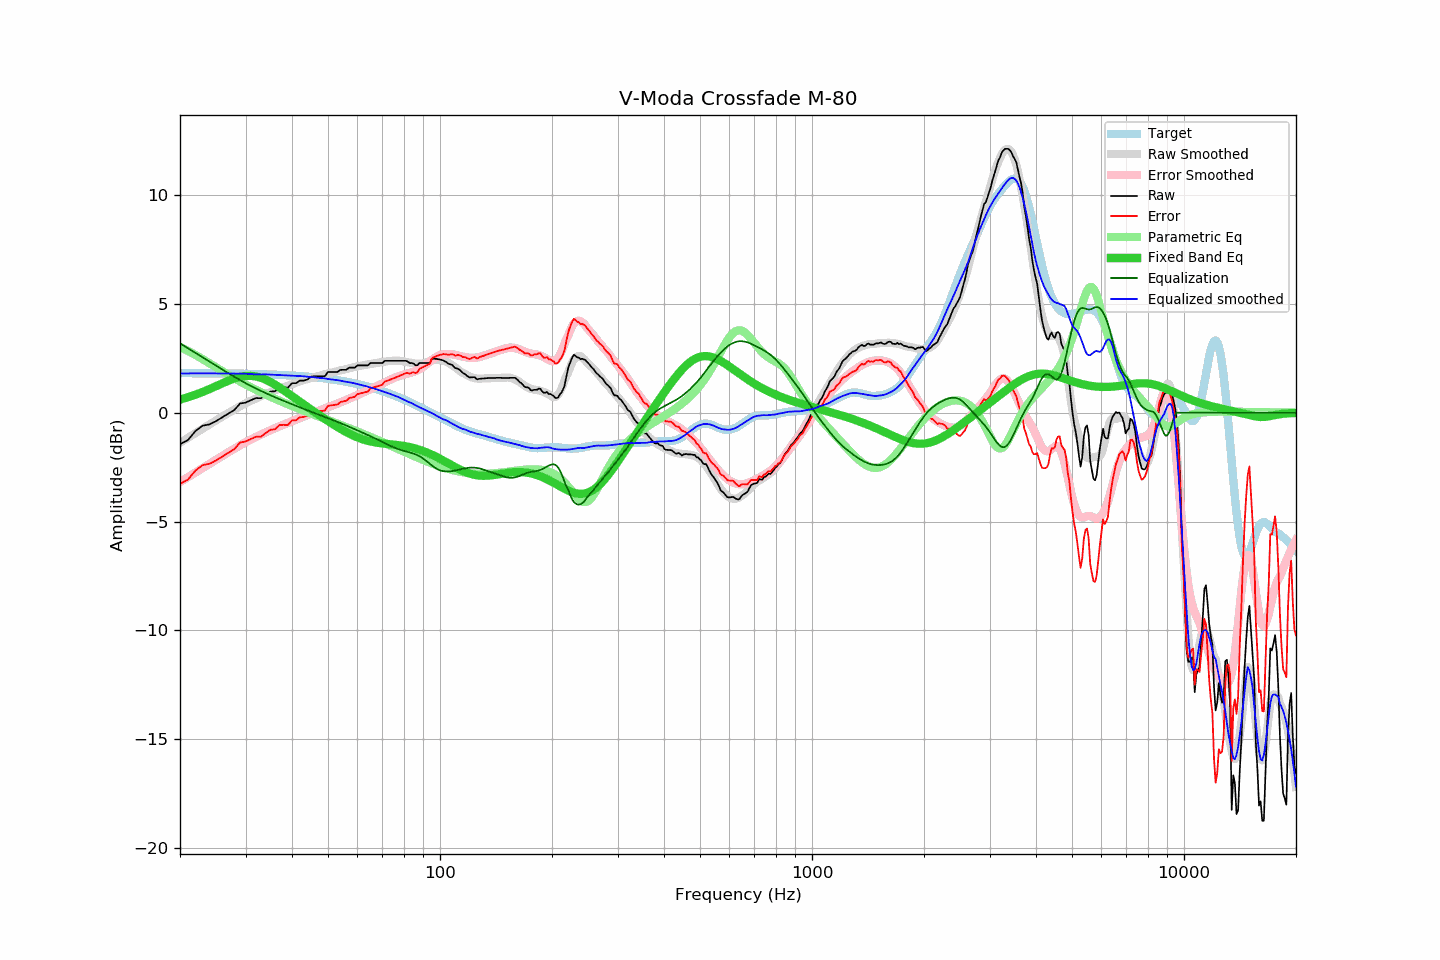 V-Moda Crossfade M-80
Target
Raw Smoothed
Error Smoothed
Raw
Error
Parametric Eq
Fixed Band Eq
Equalization
Equalized smoothed
10
5
0
−5
−10
−15
−20
Amplitude (dBr)
100
1000
10000
Frequency (Hz)